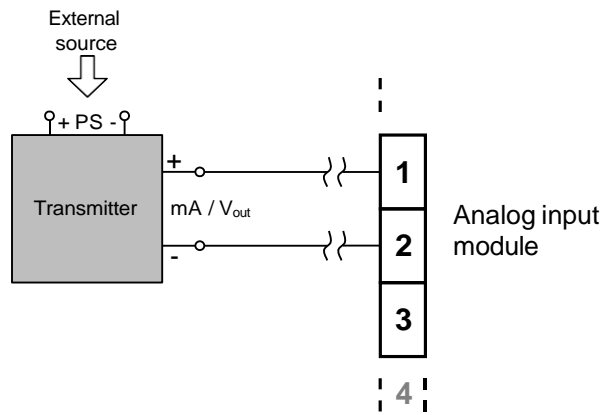 External
source
+ PS -
Transmitter
+
mA / Vout
-
1
2
3
4
Analog input
module